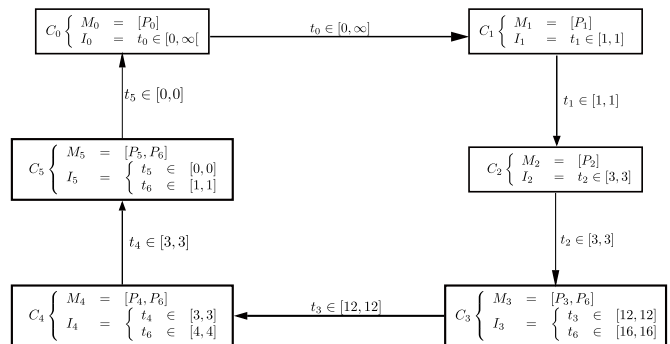 C0 { M0 = [P0]
I0 = t0 ∈ [0, ∞[
t0 ∈ [0, ∞]
C1 { M1 = [P1]
I1 = t1 ∈ [1, 1]
t5 ∈ [0,0]
t1 ∈ [1, 1]
C5 { M5 = [P5, P6]
I5 = { t5 ∈ [0,0]
t6 ∈ [1, 1]
C2 { M2 = [P2]
I2 = t2 ∈ [3, 3]
t4 ∈ [3, 3]
t2 ∈ [3, 3]
C4 { M4 = [P4, P6]
I4 = { t4 ∈ [3, 3]
t6 ∈ [4, 4]
t3 ∈ [12, 12]
C3 { M3 = [P3, P6]
I3 = { t3 ∈ [12, 12]
t6 ∈ [16, 16]